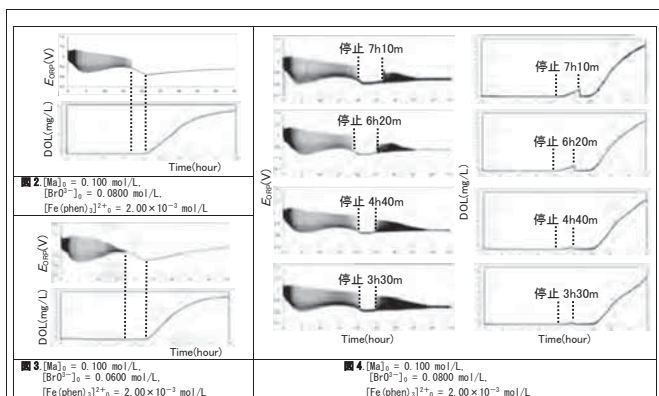 E_ORP(V)
DOL(mg/L)
Time(hour)
図2.[Ma]₀ = 0.100 mol/L,
[BrO³⁻]₀ = 0.0800 mol/L,
[Fe(phen)₃]²⁺₀ = 2.00×10⁻³ mol/L
E_ORP(V)
DOL(mg/L)
Time(hour)
図3.[Ma]₀ = 0.100 mol/L,
[BrO³⁻]₀ = 0.0600 mol/L,
[Fe(phen)₃]²⁺₀ = 2.00×10⁻³ mol/L
E_ORP(V)
停止 7h10m
停止 6h20m
停止 4h40m
停止 3h30m
Time(hour)
DOL(mg/L)
停止 7h10m
停止 6h20m
停止 4h40m
停止 3h30m
Time(hour)
図4.[Ma]₀ = 0.100 mol/L,
[BrO³⁻]₀ = 0.0800 mol/L,
[Fe(phen)₃]²⁺₀ = 2.00×10⁻³ mol/L